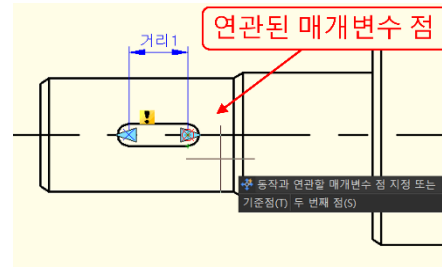 연관된 매개변수 점
거리1
동작과 연관할 매개변수 점 지정 또는
기준점(T) 두 번째 점(S)